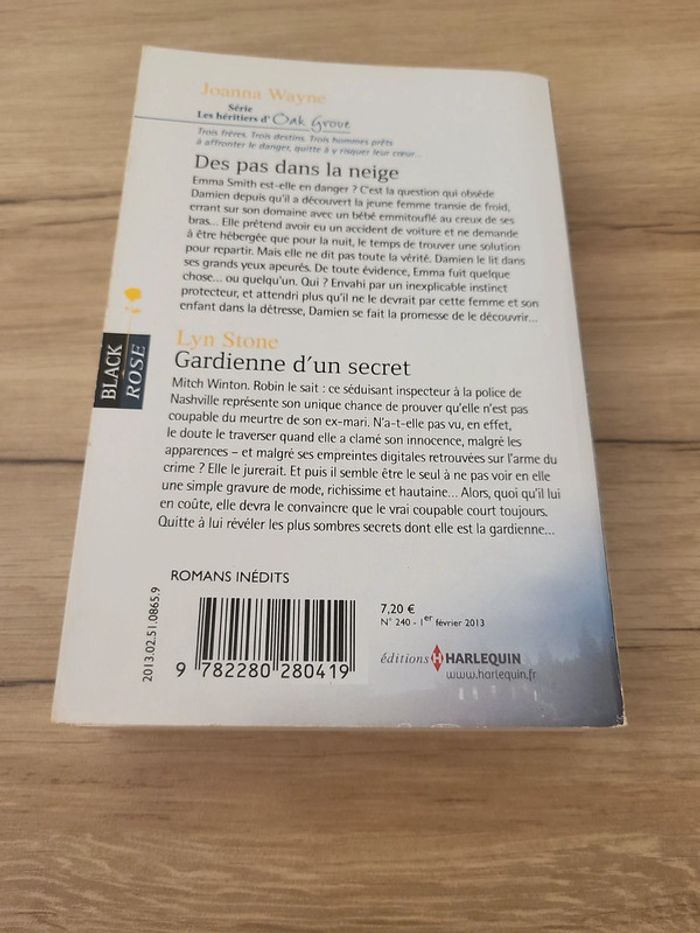 Joanna Wayne
Série
Les héritiers d'Oak Grove
Trois frères. Trois destins. Trois hommes prêts
à affronter le danger, quitte à y risquer leur cœur...
Des pas dans la neige
Emma Smith est-elle en danger ? C'est la question qui obsède
Damien depuis qu'il a découvert la jeune femme transie de froid,
errant sur son domaine avec un bébé emmitouflé au creux de ses
bras... Elle prétend avoir eu un accident de voiture et ne demande
à être hébergée que pour la nuit, le temps de trouver une solution
pour repartir. Mais elle ne dit pas toute la vérité. Damien le lit dans
ses grands yeux apeurés. De toute évidence, Emma fuit quelque
chose... ou quelqu'un. Qui ? Envahi par un inexplicable instinct
protecteur, et attendri plus qu'il ne le devrait par cette femme et son
enfant dans la détresse, Damien se fait la promesse de le découvrir...
Lyn Stone
Gardienne d'un secret
Mitch Winton. Robin le sait : ce séduisant inspecteur à la police de
Nashville représente son unique chance de prouver qu'elle n'est pas
coupable du meurtre de son ex-mari. N'a-t-elle pas vu, en effet,
le doute le traverser quand elle a clamé son innocence, malgré les
apparences – et malgré ses empreintes digitales retrouvées sur l'arme du
crime ? Elle le jurerait. Et puis il semble être le seul à ne pas voir en elle
une simple gravure de mode, richissime et hautaine... Alors, quoi qu'il lui
en coûte, elle devra le convaincre que le vrai coupable court toujours.
Quitte à lui révéler les plus sombres secrets dont elle est la gardienne...
BLACK
ROSE
ROMANS INÉDITS
2013.02.51.0865.9
9 782280 280419
7,20 €
N° 240 - 1er février 2013
éditions H HARLEQUIN
www.harlequin.fr